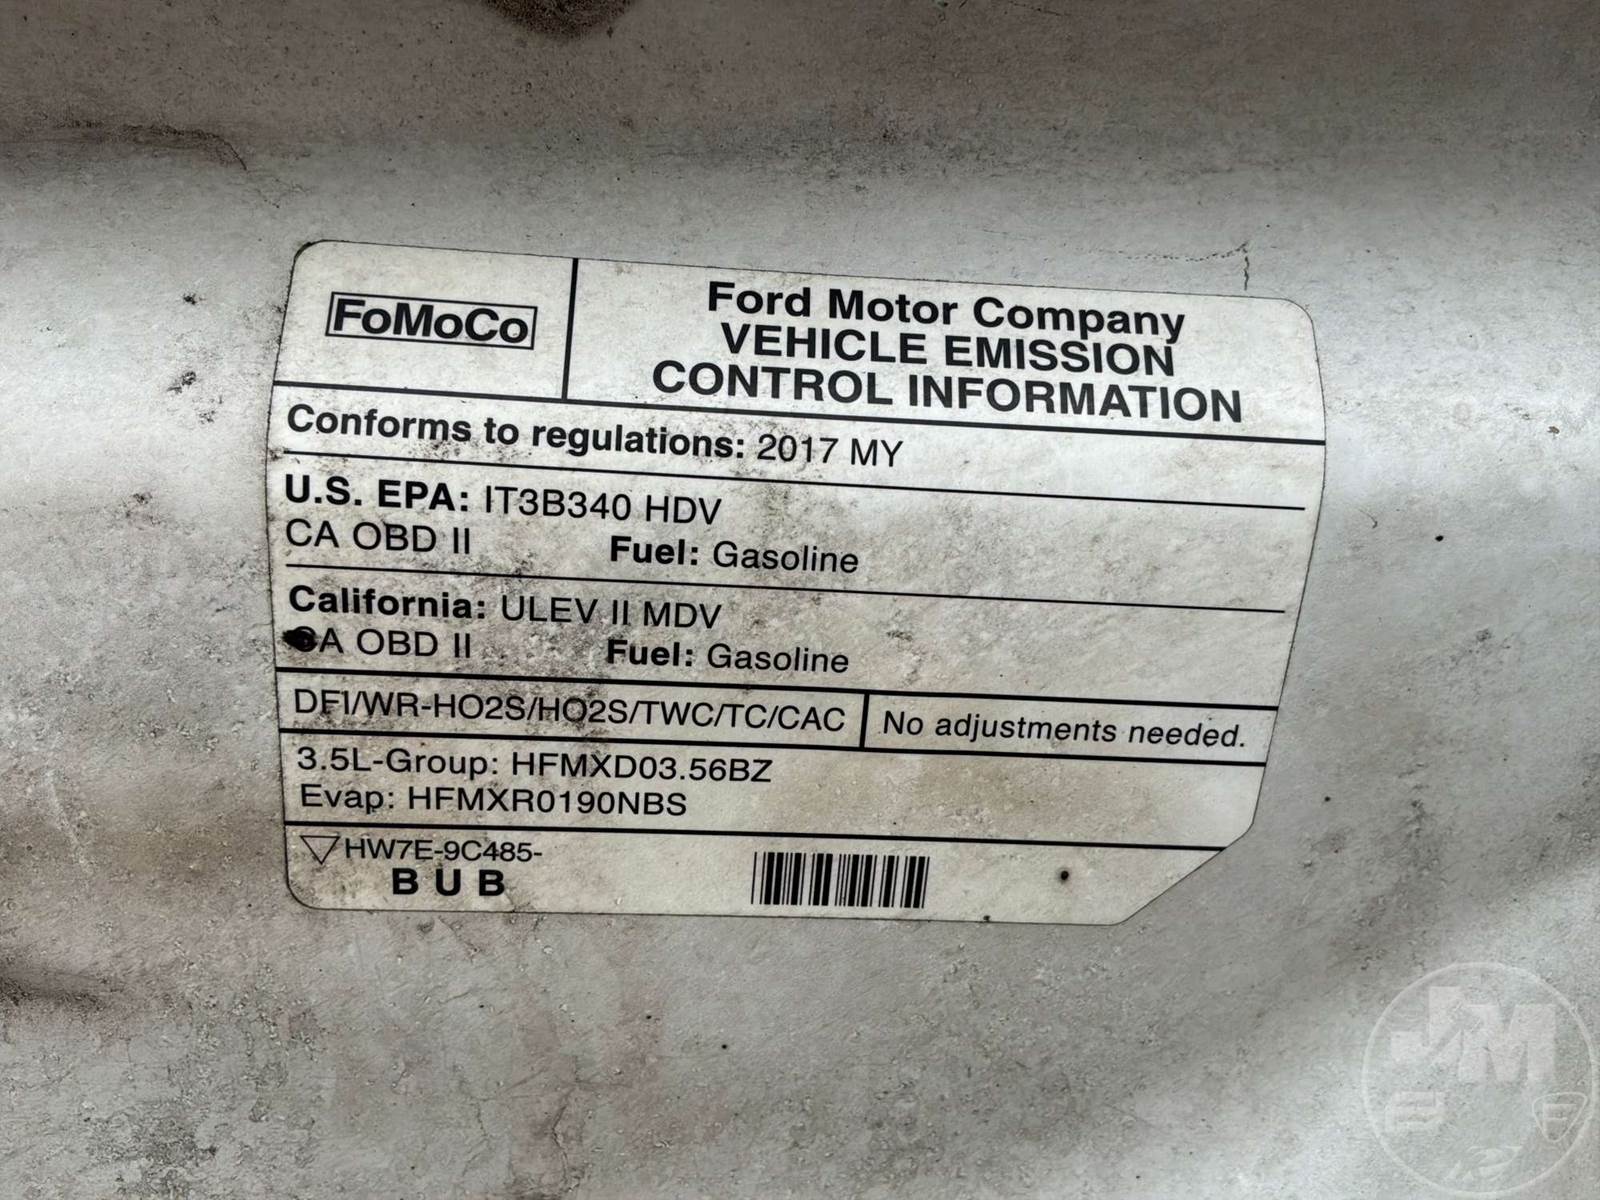 FoMoCo
Ford Motor Company
VEHICLE EMISSION
CONTROL INFORMATION
Conforms to regulations: 2017 MY
U.S. EPA: IT3B340 HDV
CA OBD II Fuel: Gasoline
California: ULEV II MDV
CA OBD II Fuel: Gasoline
DFI/WR-HO2S/HO2S/TWC/TC/CAC
No adjustments needed.
3.5L-Group: HFMXD03.56BZ
Evap: HFMXR0190NBS
HW7E-9C485-
B U B
JM